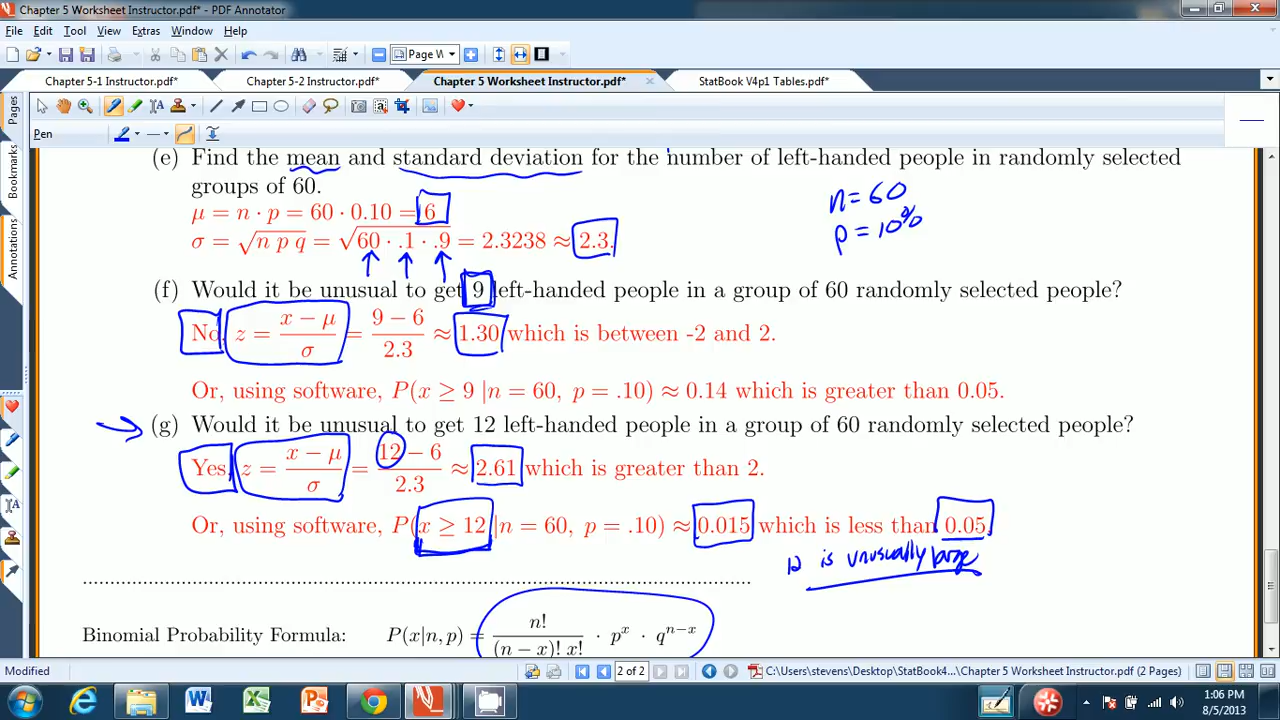 Chapter 5 Worksheet Instructor.pdf* - PDF Annotator
File Edit Tool View Extras Window Help
Page W
Chapter 5-1 Instructor.pdf* Chapter 5-2 Instructor.pdf* Chapter 5 Worksheet Instructor.pdf* StatBook V4p1 Tables.pdf*
Pen
Pages
Bookmarks
(e) Find the mean and standard deviation for the number of left-handed people in randomly selected
groups of 60.
n = 60
p = 10%
μ = n · p = 60 · 0.10 = 6
σ = √n p q = √60 · .1 · .9 = 2.3238 ≈ 2.3.
(f) Would it be unusual to get 9 left-handed people in a group of 60 randomly selected people?
No, z = x − μ / σ = 9 − 6 / 2.3 ≈ 1.30 which is between -2 and 2.
Or, using software, P(x ≥ 9 |n = 60, p = .10) ≈ 0.14 which is greater than 0.05.
(g) Would it be unusual to get 12 left-handed people in a group of 60 randomly selected people?
Yes, z = x − μ / σ = 12 − 6 / 2.3 ≈ 2.61 which is greater than 2.
Or, using software, P(x ≥ 12 |n = 60, p = .10) ≈ 0.015 which is less than 0.05.
12 is unusually large
Binomial Probability Formula: P(x|n, p) = n! / (n − x)! x! · p^x · q^(n−x)
Modified
2 of 2
C:\Users\stevens\Desktop\StatBook4...\Chapter 5 Worksheet Instructor.pdf* (2 Pages)
1:06 PM
8/5/2013